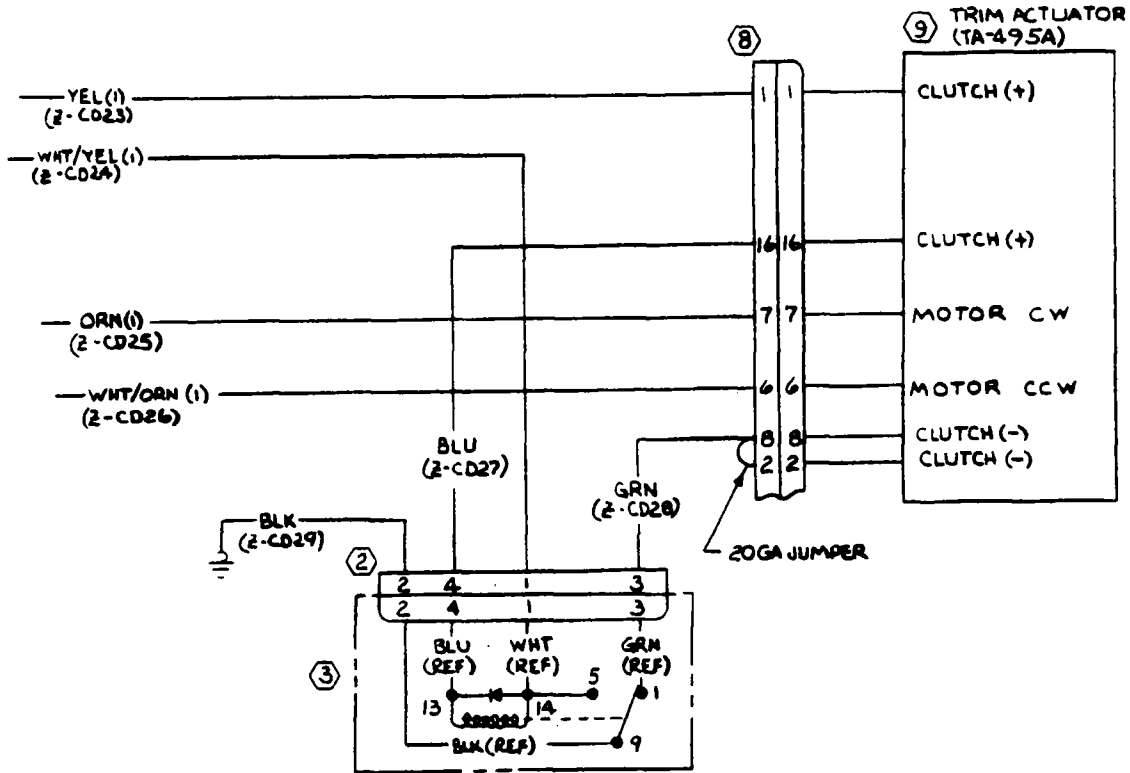 9 TRIM ACTUATOR
(TA-495A)
8
YEL(1)
(2-CD23)
1 1
CLUTCH (+)
WHT/YEL(1)
(2-CD24)
16 16
CLUTCH (+)
ORN(1)
(2-CD25)
7 7
MOTOR CW
WHT/ORN (1)
(2-CD26)
6 6
MOTOR CCW
8 8
CLUTCH (-)
2 2
CLUTCH (-)
BLU
(2-CD27)
GRN
(2-CD28)
BLK
(2-CD29)
20GA JUMPER
2
2 4 3
2 4 3
3
BLU
(REF)
WHT
(REF)
GRN
(REF)
5
13 14 1
BLK (REF) 9